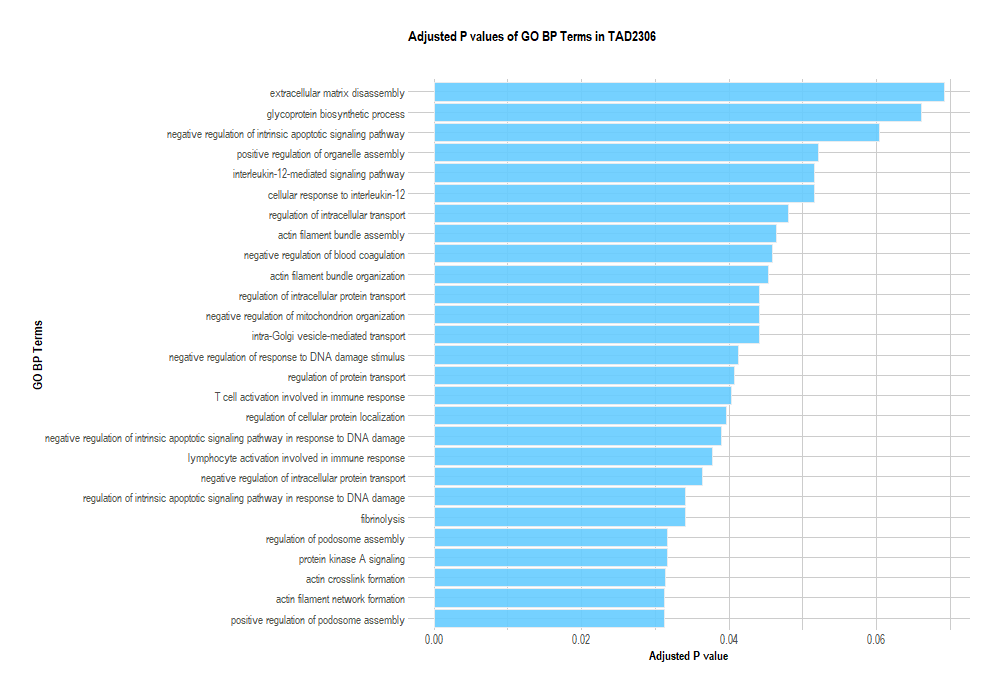 Adjusted P values of GO BP Terms in TAD2306
extracellular matrix disassembly
glycoprotein biosynthetic process
negative regulation of intrinsic apoptotic signaling pathway
positive regulation of organelle assembly
interleukin-12-mediated signaling pathway
cellular response to interleukin-12
regulation of intracellular transport
actin filament bundle assembly
negative regulation of blood coagulation
actin filament bundle organization
regulation of intracellular protein transport
negative regulation of mitochondrion organization
intra-Golgi vesicle-mediated transport
negative regulation of response to DNA damage stimulus
regulation of protein transport
T cell activation involved in immune response
regulation of cellular protein localization
negative regulation of intrinsic apoptotic signaling pathway in response to DNA damage
lymphocyte activation involved in immune response
negative regulation of intracellular protein transport
regulation of intrinsic apoptotic signaling pathway in response to DNA damage
fibrinolysis
regulation of podosome assembly
protein kinase A signaling
actin crosslink formation
actin filament network formation
positive regulation of podosome assembly
GO BP Terms
0.00 0.02 0.04 0.06
Adjusted P value